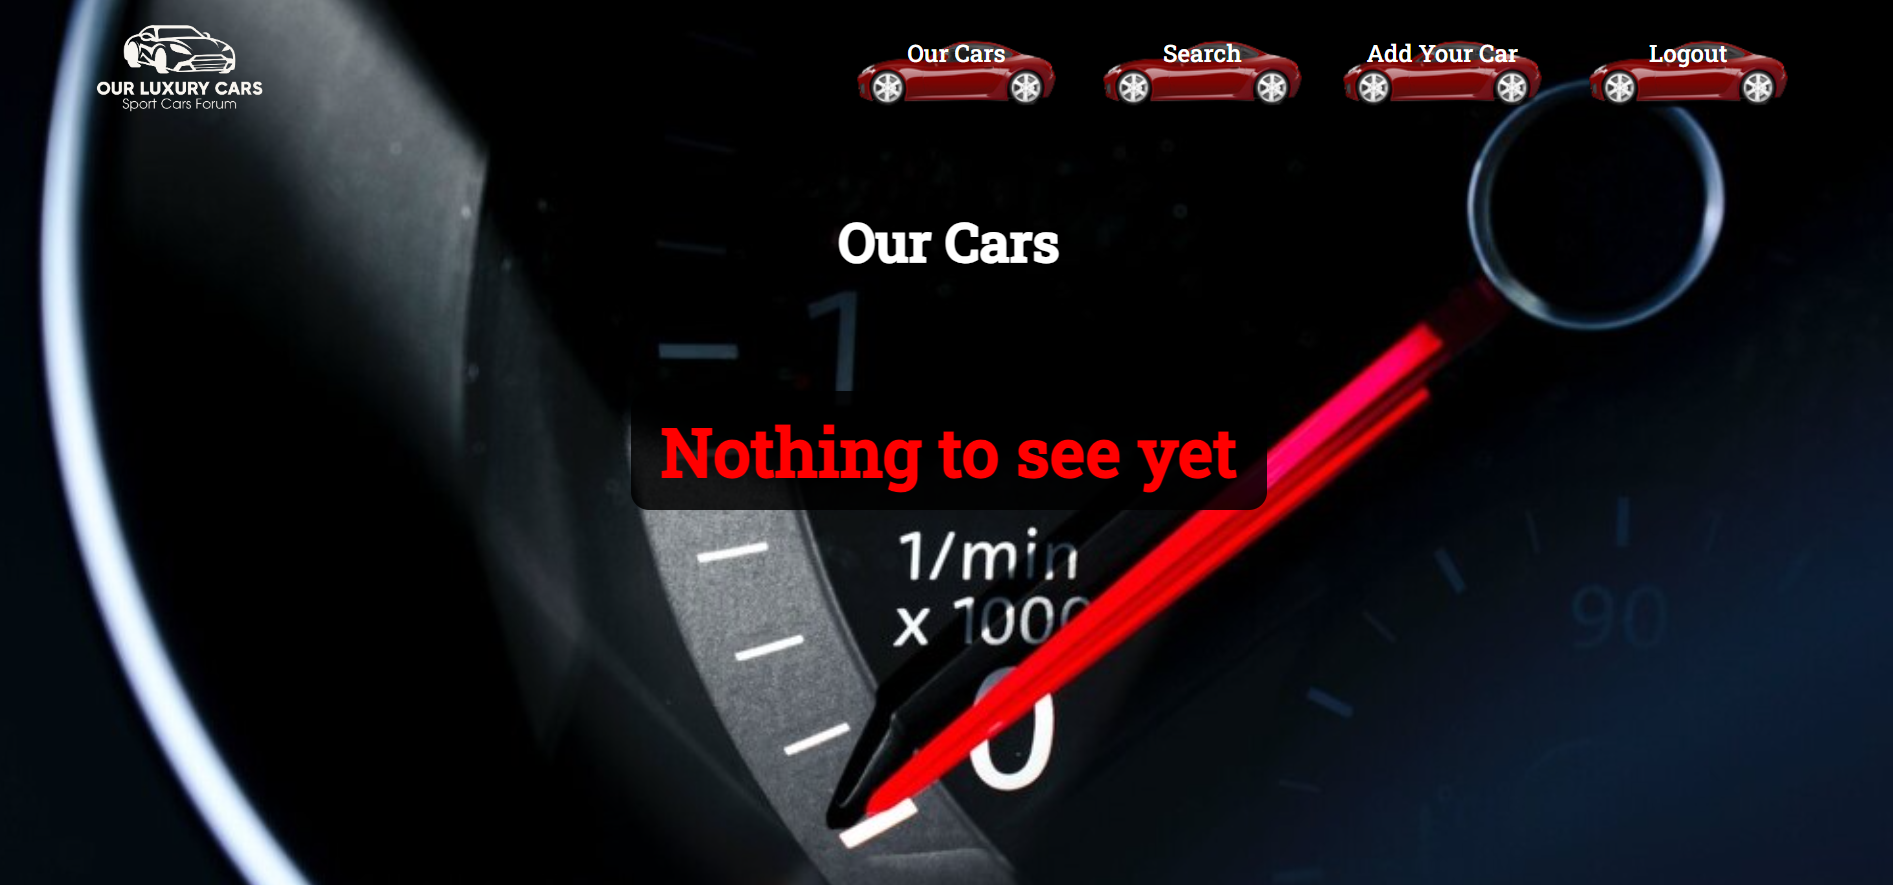 OUR LUXURY CARS
Sport Cars Forum
Our Cars
Search
Add Your Car
Logout
Our Cars
1
Nothing to see yet
1/min
x 1000
0
90